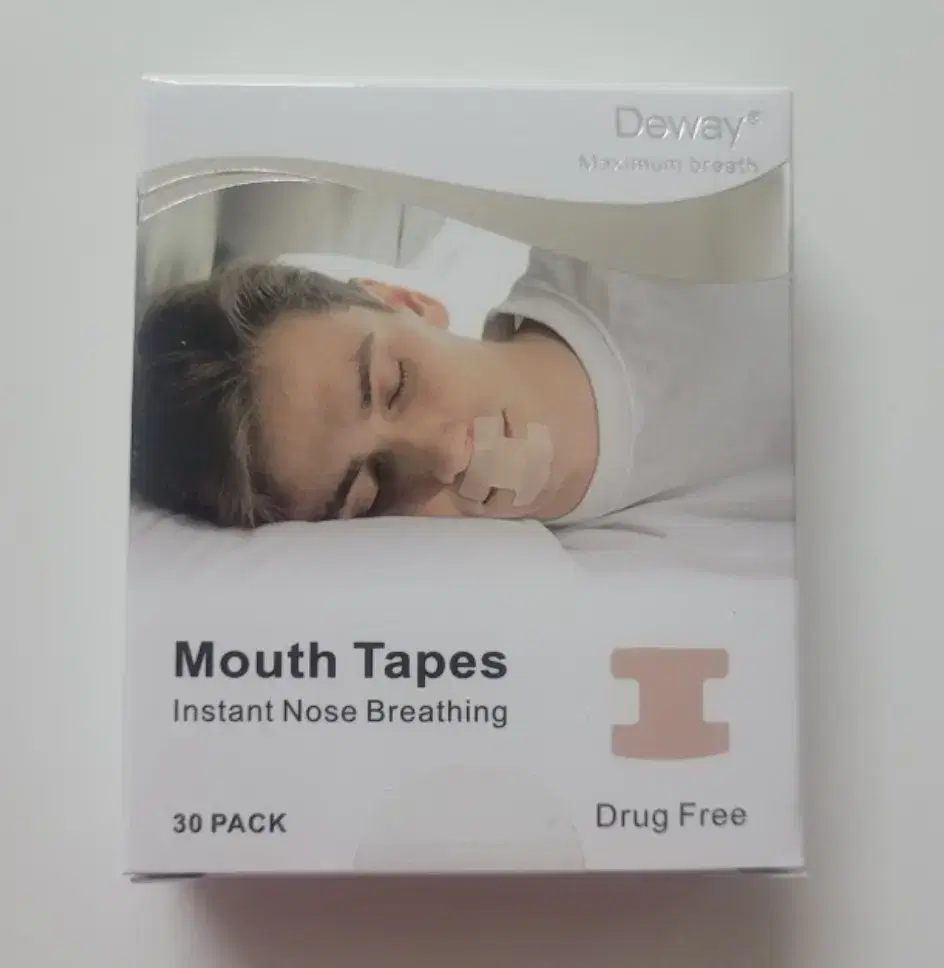 Deway®
Maximum breath
Mouth Tapes
Instant Nose Breathing
30 PACK
Drug Free